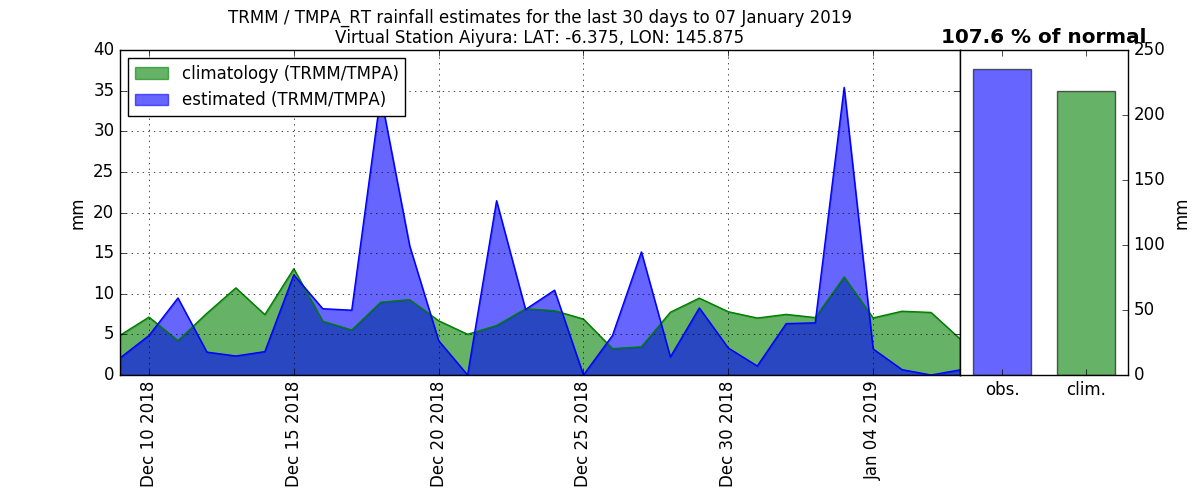 TRMM / TMPA_RT rainfall estimates for the last 30 days to 07 January 2019
Virtual Station Aiyura: LAT: -6.375, LON: 145.875
107.6 % of normal
climatology (TRMM/TMPA)
estimated (TRMM/TMPA)
40
35
30
25
20
15
10
5
0
mm
Dec 10 2018
Dec 15 2018
Dec 20 2018
Dec 25 2018
Dec 30 2018
Jan 04 2019
obs.
clim.
250
200
150
100
50
0
mm